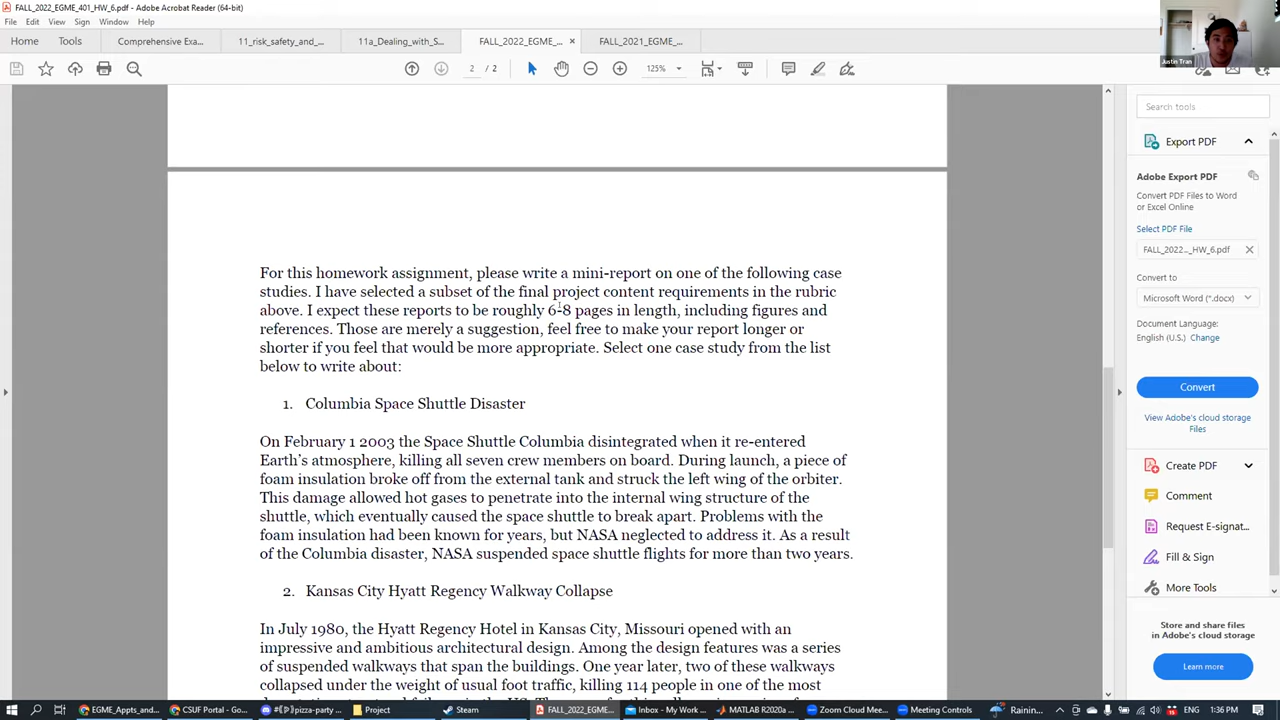 FALL_2022_EGME_401_HW_6.pdf - Adobe Acrobat Reader (64-bit)
File Edit View Sign Window Help
Home Tools Comprehensive Exa... 11_risk_safety_and_... 11a_Dealing_with_S... FALL_2022_EGME_... × FALL_2021_EGME_...
2 / 2 125%
Justin Tran
For this homework assignment, please write a mini-report on one of the following case
studies. I have selected a subset of the final project content requirements in the rubric
above. I expect these reports to be roughly 6-8 pages in length, including figures and
references. Those are merely a suggestion, feel free to make your report longer or
shorter if you feel that would be more appropriate. Select one case study from the list
below to write about:
1. Columbia Space Shuttle Disaster
On February 1 2003 the Space Shuttle Columbia disintegrated when it re-entered
Earth's atmosphere, killing all seven crew members on board. During launch, a piece of
foam insulation broke off from the external tank and struck the left wing of the orbiter.
This damage allowed hot gases to penetrate into the internal wing structure of the
shuttle, which eventually caused the space shuttle to break apart. Problems with the
foam insulation had been known for years, but NASA neglected to address it. As a result
of the Columbia disaster, NASA suspended space shuttle flights for more than two years.
2. Kansas City Hyatt Regency Walkway Collapse
In July 1980, the Hyatt Regency Hotel in Kansas City, Missouri opened with an
impressive and ambitious architectural design. Among the design features was a series
of suspended walkways that span the buildings. One year later, two of these walkways
collapsed under the weight of usual foot traffic, killing 114 people in one of the most
Search tools
Export PDF
Adobe Export PDF
Convert PDF Files to Word
or Excel Online
Select PDF File
FALL_2022_..._HW_6.pdf
Convert to
Microsoft Word (*.docx)
Document Language:
English (U.S.) Change
Convert
View Adobe's cloud storage
Files
Create PDF
Comment
Request E-signat...
Fill & Sign
More Tools
Store and share files
in Adobe's cloud storage
Learn more
EGME_Appts_and... CSUF Portal - Go... #pizza-party ... Project Steam FALL_2022_EGME... Inbox - My Work ... MATLAB R2020a ... Zoom Cloud Mee... Meeting Controls Rainin... 15 1:36 PM